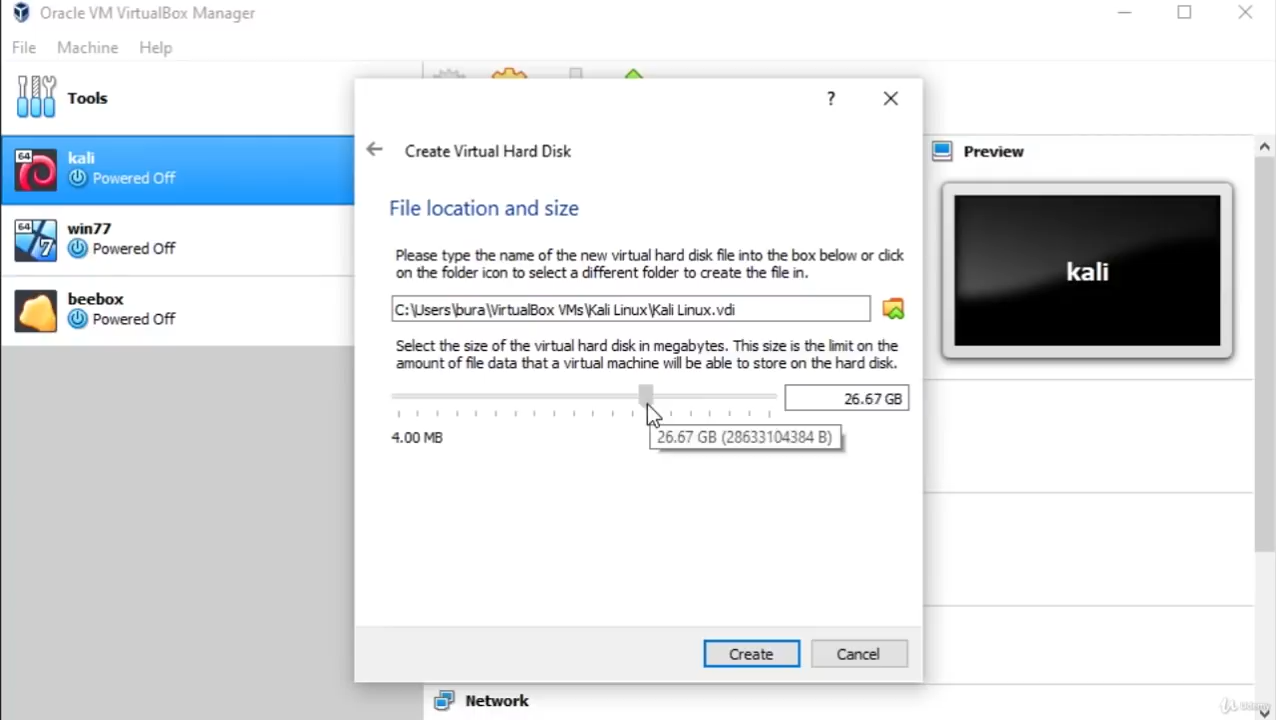 Oracle VM VirtualBox Manager
File Machine Help
Tools
64
kali
Powered Off
64
7
win77
Powered Off
beebox
Powered Off
?
Create Virtual Hard Disk
File location and size
Please type the name of the new virtual hard disk file into the box below or click
on the folder icon to select a different folder to create the file in.
C:\Users\bura\VirtualBox VMs\Kali Linux\Kali Linux.vdi
Select the size of the virtual hard disk in megabytes. This size is the limit on the
amount of file data that a virtual machine will be able to store on the hard disk.
26.67 GB
4.00 MB
26.67 GB (28633104384 B)
Create
Cancel
Preview
kali
Network
Udemy